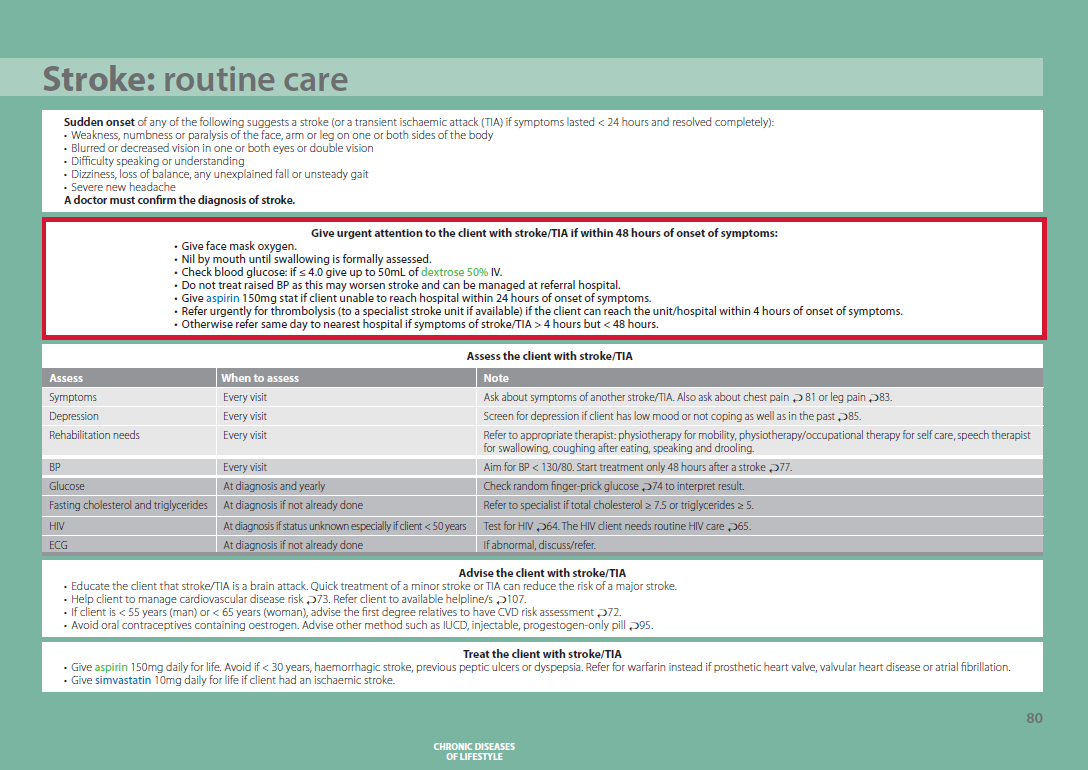 Stroke: routine care
Sudden onset of any of the following suggests a stroke (or a transient ischaemic attack (TIA) if symptoms lasted < 24 hours and resolved completely):
• Weakness, numbness or paralysis of the face, arm or leg on one or both sides of the body
• Blurred or decreased vision in one or both eyes or double vision
• Difficulty speaking or understanding
• Dizziness, loss of balance, any unexplained fall or unsteady gait
• Severe new headache
A doctor must confirm the diagnosis of stroke.
Give urgent attention to the client with stroke/TIA if within 48 hours of onset of symptoms:
• Give face mask oxygen.
• Nil by mouth until swallowing is formally assessed.
• Check blood glucose: if ≤ 4.0 give up to 50mL of dextrose 50% IV.
• Do not treat raised BP as this may worsen stroke and can be managed at referral hospital.
• Give aspirin 150mg stat if client unable to reach hospital within 24 hours of onset of symptoms.
• Refer urgently for thrombolysis (to a specialist stroke unit if available) if the client can reach the unit/hospital within 4 hours of onset of symptoms.
• Otherwise refer same day to nearest hospital if symptoms of stroke/TIA > 4 hours but < 48 hours.
Assess the client with stroke/TIA
Assess When to assess Note
Symptoms Every visit Ask about symptoms of another stroke/TIA. Also ask about chest pain ⮌ 81 or leg pain ⮌83.
Depression Every visit Screen for depression if client has low mood or not coping as well as in the past ⮌85.
Rehabilitation needs Every visit Refer to appropriate therapist: physiotherapy for mobility, physiotherapy/occupational therapy for self care, speech therapist
for swallowing, coughing after eating, speaking and drooling.
BP Every visit Aim for BP < 130/80. Start treatment only 48 hours after a stroke ⮌77.
Glucose At diagnosis and yearly Check random finger-prick glucose ⮌74 to interpret result.
Fasting cholesterol and triglycerides At diagnosis if not already done Refer to specialist if total cholesterol ≥ 7.5 or triglycerides ≥ 5.
HIV At diagnosis if status unknown especially if client < 50 years Test for HIV ⮌64. The HIV client needs routine HIV care ⮌65.
ECG At diagnosis if not already done If abnormal, discuss/refer.
Advise the client with stroke/TIA
• Educate the client that stroke/TIA is a brain attack. Quick treatment of a minor stroke or TIA can reduce the risk of a major stroke.
• Help client to manage cardiovascular disease risk ⮌73. Refer client to available helpline/s ⮌107.
• If client is < 55 years (man) or < 65 years (woman), advise the first degree relatives to have CVD risk assessment ⮌72.
• Avoid oral contraceptives containing oestrogen. Advise other method such as IUCD, injectable, progestogen-only pill ⮌95.
Treat the client with stroke/TIA
• Give aspirin 150mg daily for life. Avoid if < 30 years, haemorrhagic stroke, previous peptic ulcers or dyspepsia. Refer for warfarin instead if prosthetic heart valve, valvular heart disease or atrial fibrillation.
• Give simvastatin 10mg daily for life if client had an ischaemic stroke.
80
CHRONIC DISEASES
OF LIFESTYLE